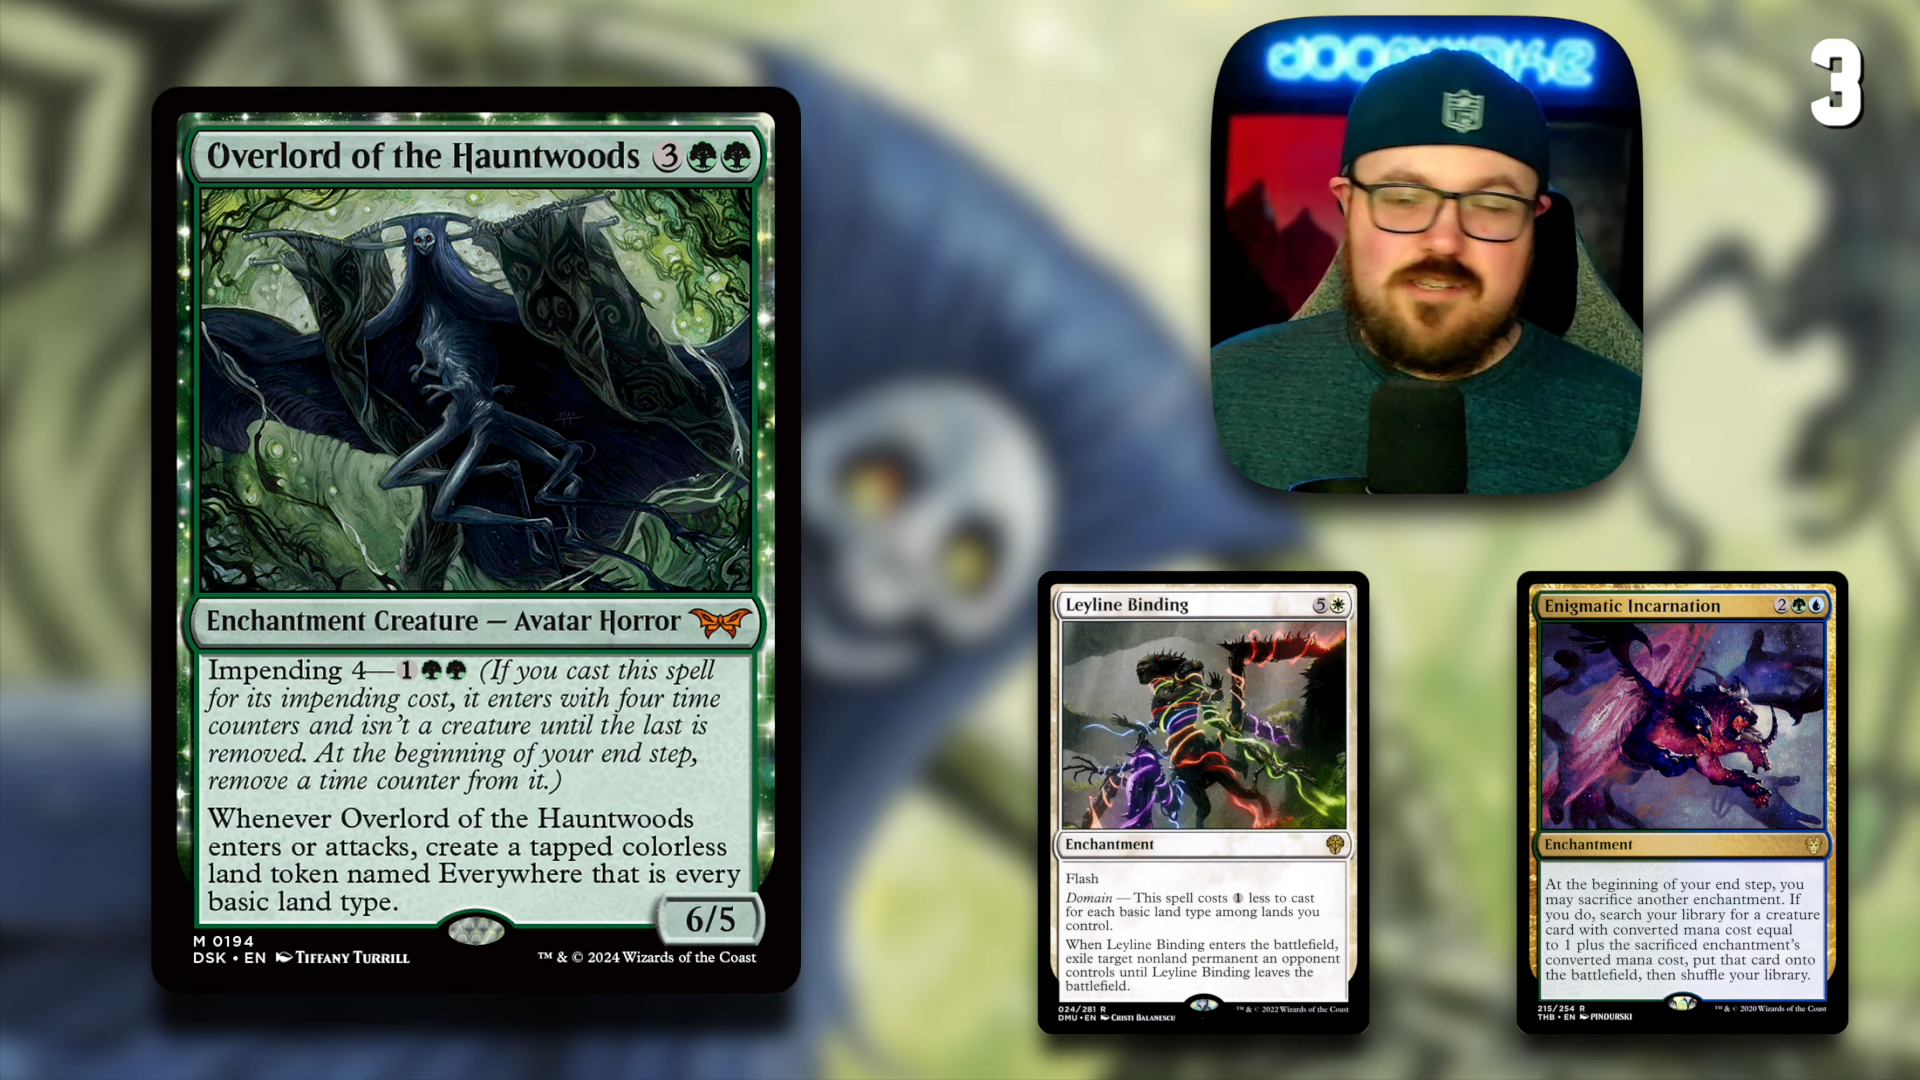 3
doomwake
Overlord of the Hauntwoods 3
Enchantment Creature — Avatar Horror
Impending 4—1 (If you cast this spell
for its impending cost, it enters with four time
counters and isn't a creature until the last is
removed. At the beginning of your end step,
remove a time counter from it.)
Whenever Overlord of the Hauntwoods
enters or attacks, create a tapped colorless
land token named Everywhere that is every
basic land type.
6/5
M 0194
DSK • EN TIFFANY TURRILL
™ & © 2024 Wizards of the Coast
Leyline Binding 5
Enchantment
Flash
Domain — This spell costs 1 less to cast
for each basic land type among lands you
control.
When Leyline Binding enters the battlefield,
exile target nonland permanent an opponent
controls until Leyline Binding leaves the
battlefield.
024/281 R
DMU • EN CRISTI BALANESCU
™ & © 2022 Wizards of the Coast
Enigmatic Incarnation 2
Enchantment
At the beginning of your end step, you
may sacrifice another enchantment. If
you do, search your library for a creature
card with converted mana cost equal
to 1 plus the sacrificed enchantment's
converted mana cost, put that card onto
the battlefield, then shuffle your library.
215/254 R
THB • EN PINDURSKI
™ & © 2020 Wizards of the Coast